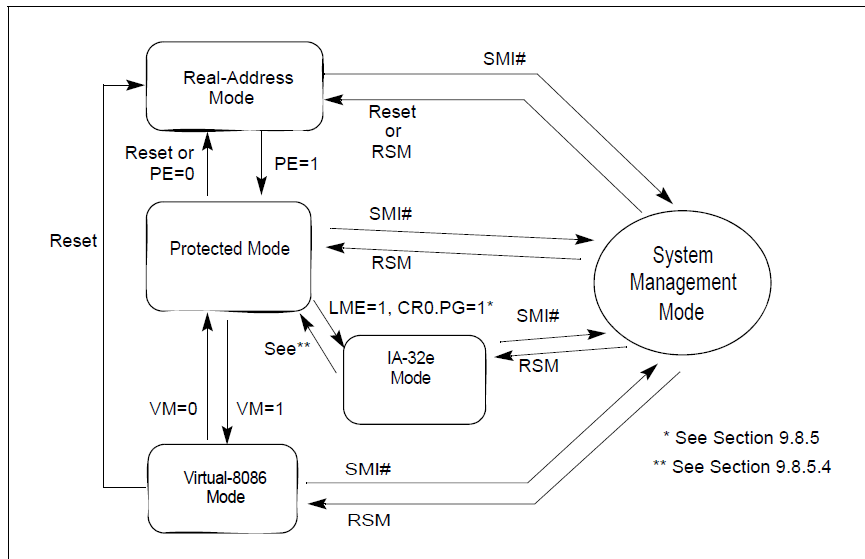 SMI#
Real-Address
Mode
Reset
or
RSM
Reset or
PE=0
PE=1
SMI#
Reset
Protected Mode
RSM
System
Management
Mode
LME=1, CR0.PG=1*
SMI#
See**
IA-32e
Mode
RSM
VM=0
VM=1
* See Section 9.8.5
** See Section 9.8.5.4
Virtual-8086
Mode
SMI#
RSM